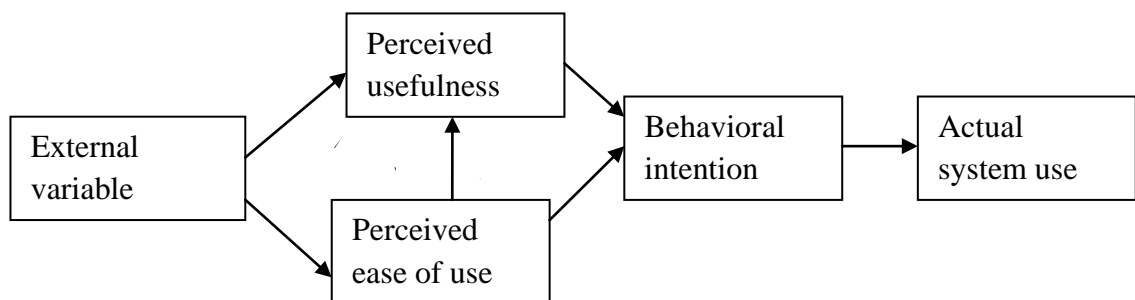 Perceived
usefulness
External
variable
Behavioral
intention
Actual
system use
Perceived
ease of use